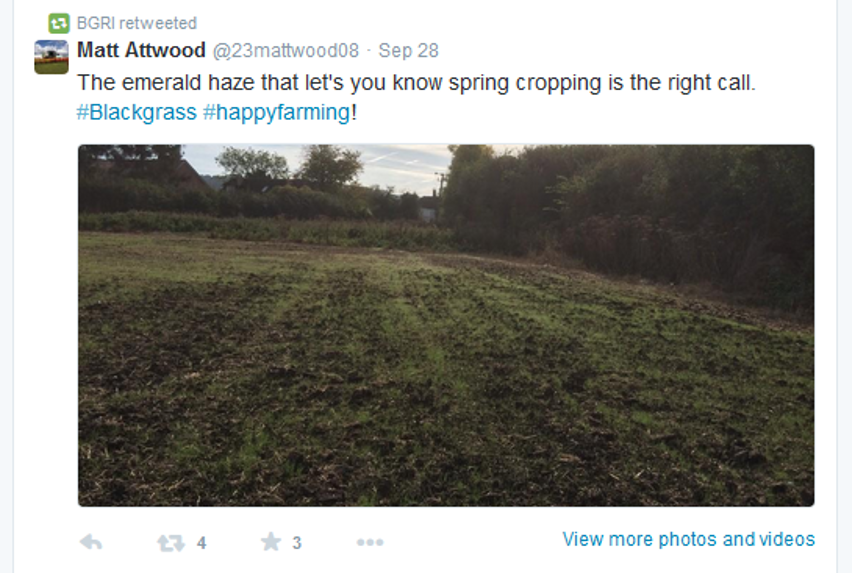 BGRI retweeted
Matt Attwood @23mattwood08 · Sep 28
The emerald haze that let's you know spring cropping is the right call.
#Blackgrass #happyfarming!
4 3
View more photos and videos